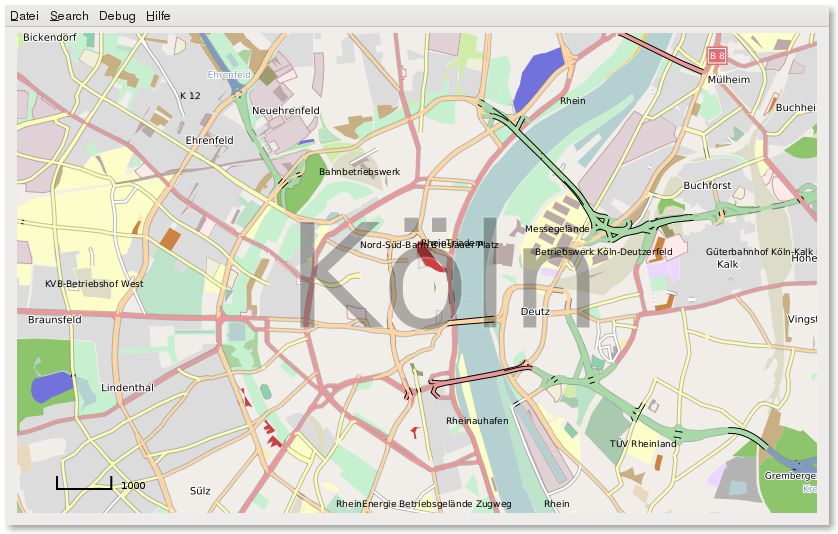 Datei Search Debug Hilfe
Bickendorf
B 8
Ehrenfeld
Mülheim
K 12
Rhein
Neuehrenfeld
Buchhei
Ehrenfeld
Bahnbetriebswerk
Buchforst
Köln
Messegelände
RheinTriadem
Nord-Süd-Bahn Breslauer Platz
Betriebswerk Köln-Deutzerfeld
Güterbahnhof Köln-Kalk
Höhe
Kalk
KVB-Betriebshof West
Deutz
Braunsfeld
Vingst
Lindenthal
Rheinauhafen
TÜV Rheinland
Gremberge
1000
Sülz
RheinEnergie Betriebsgelände Zugweg
Rhein